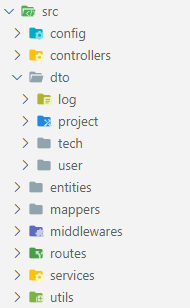 src
config
controllers
dto
log
project
tech
user
entities
mappers
middlewares
routes
services
utils